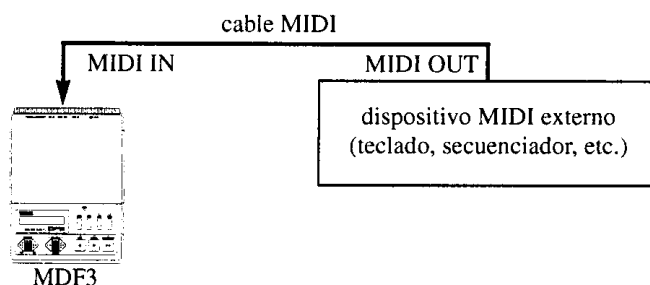 cable MIDI
MIDI IN
MIDI OUT
dispositivo MIDI externo
(teclado, secuenciador, etc.)
MDF3